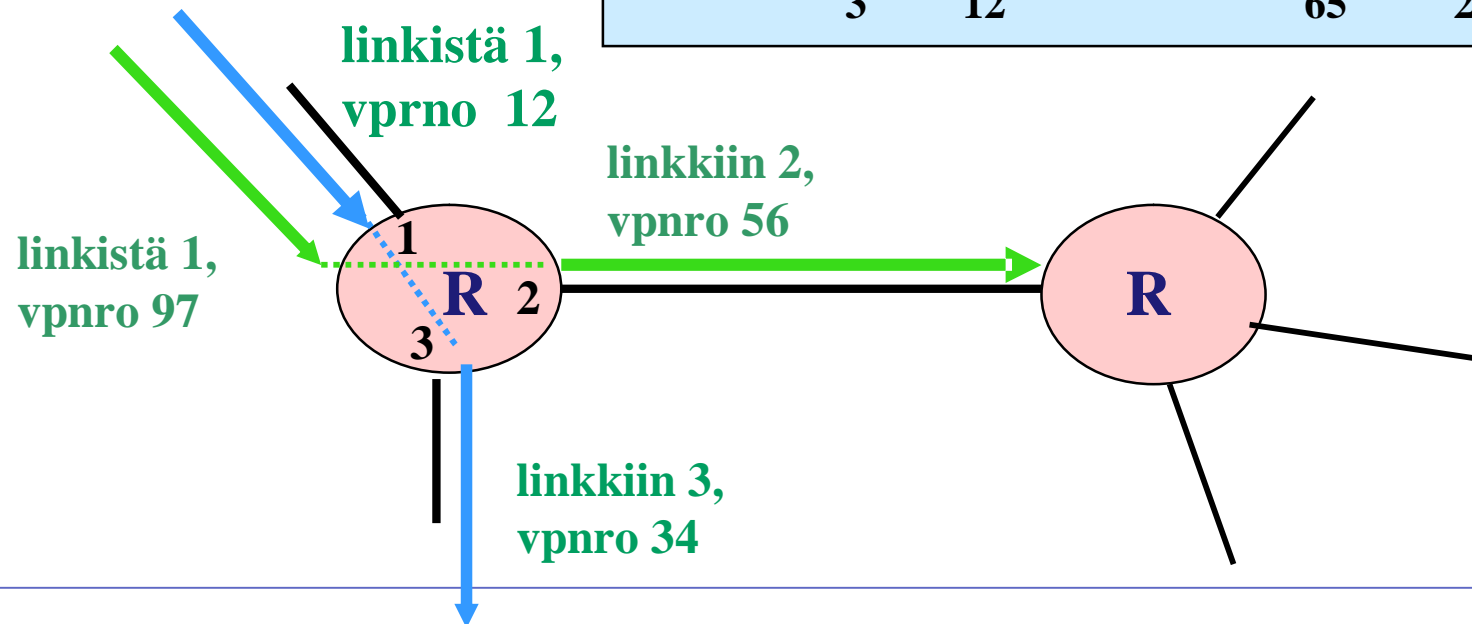 3 12 65 2
linkistä 1,
vprno 12
linkkiin 2,
vpnro 56
linkistä 1,
vpnro 97
1
R
2
3
R
linkkiin 3,
vpnro 34